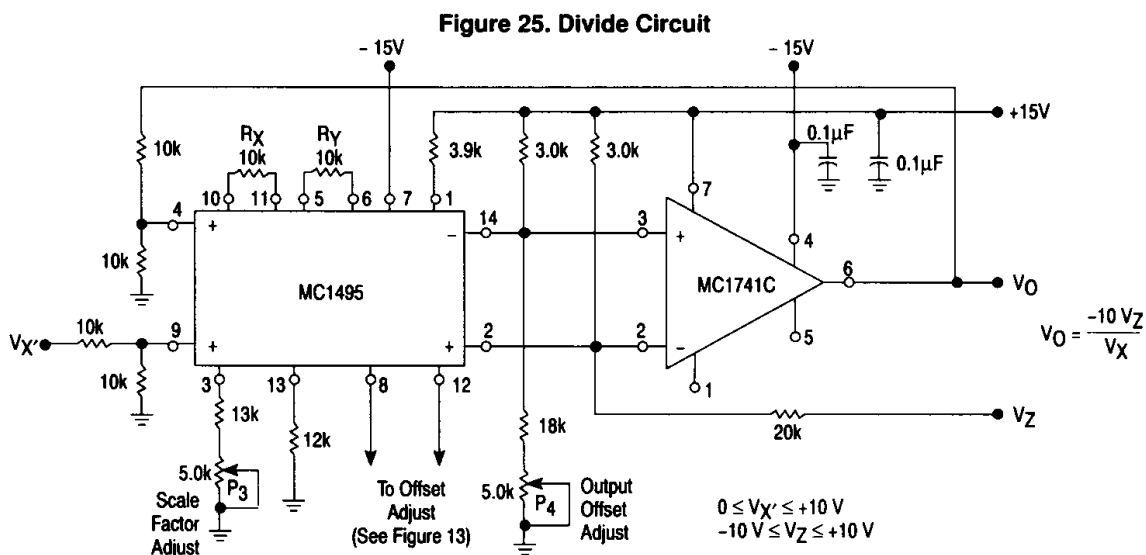 Figure 25. Divide Circuit
– 15V
– 15V
+15V
10k
RX
10k
RY
10k
3.9k
3.0k
3.0k
0.1µF
0.1µF
10
11
5
6
7
1
4
+
10k
MC1495
–
14
3
+
7
4
MC1741C
6
VO
VO = –10 VZ / VX
5
VX'
10k
9
+
10k
2
+
2
–
1
3
13
8
12
13k
12k
18k
20k
VZ
5.0k
P3
Scale
Factor
Adjust
To Offset
Adjust
(See Figure 13)
5.0k
P4
Output
Offset
Adjust
0 ≤ VX' ≤ +10 V
–10 V ≤ VZ ≤ +10 V